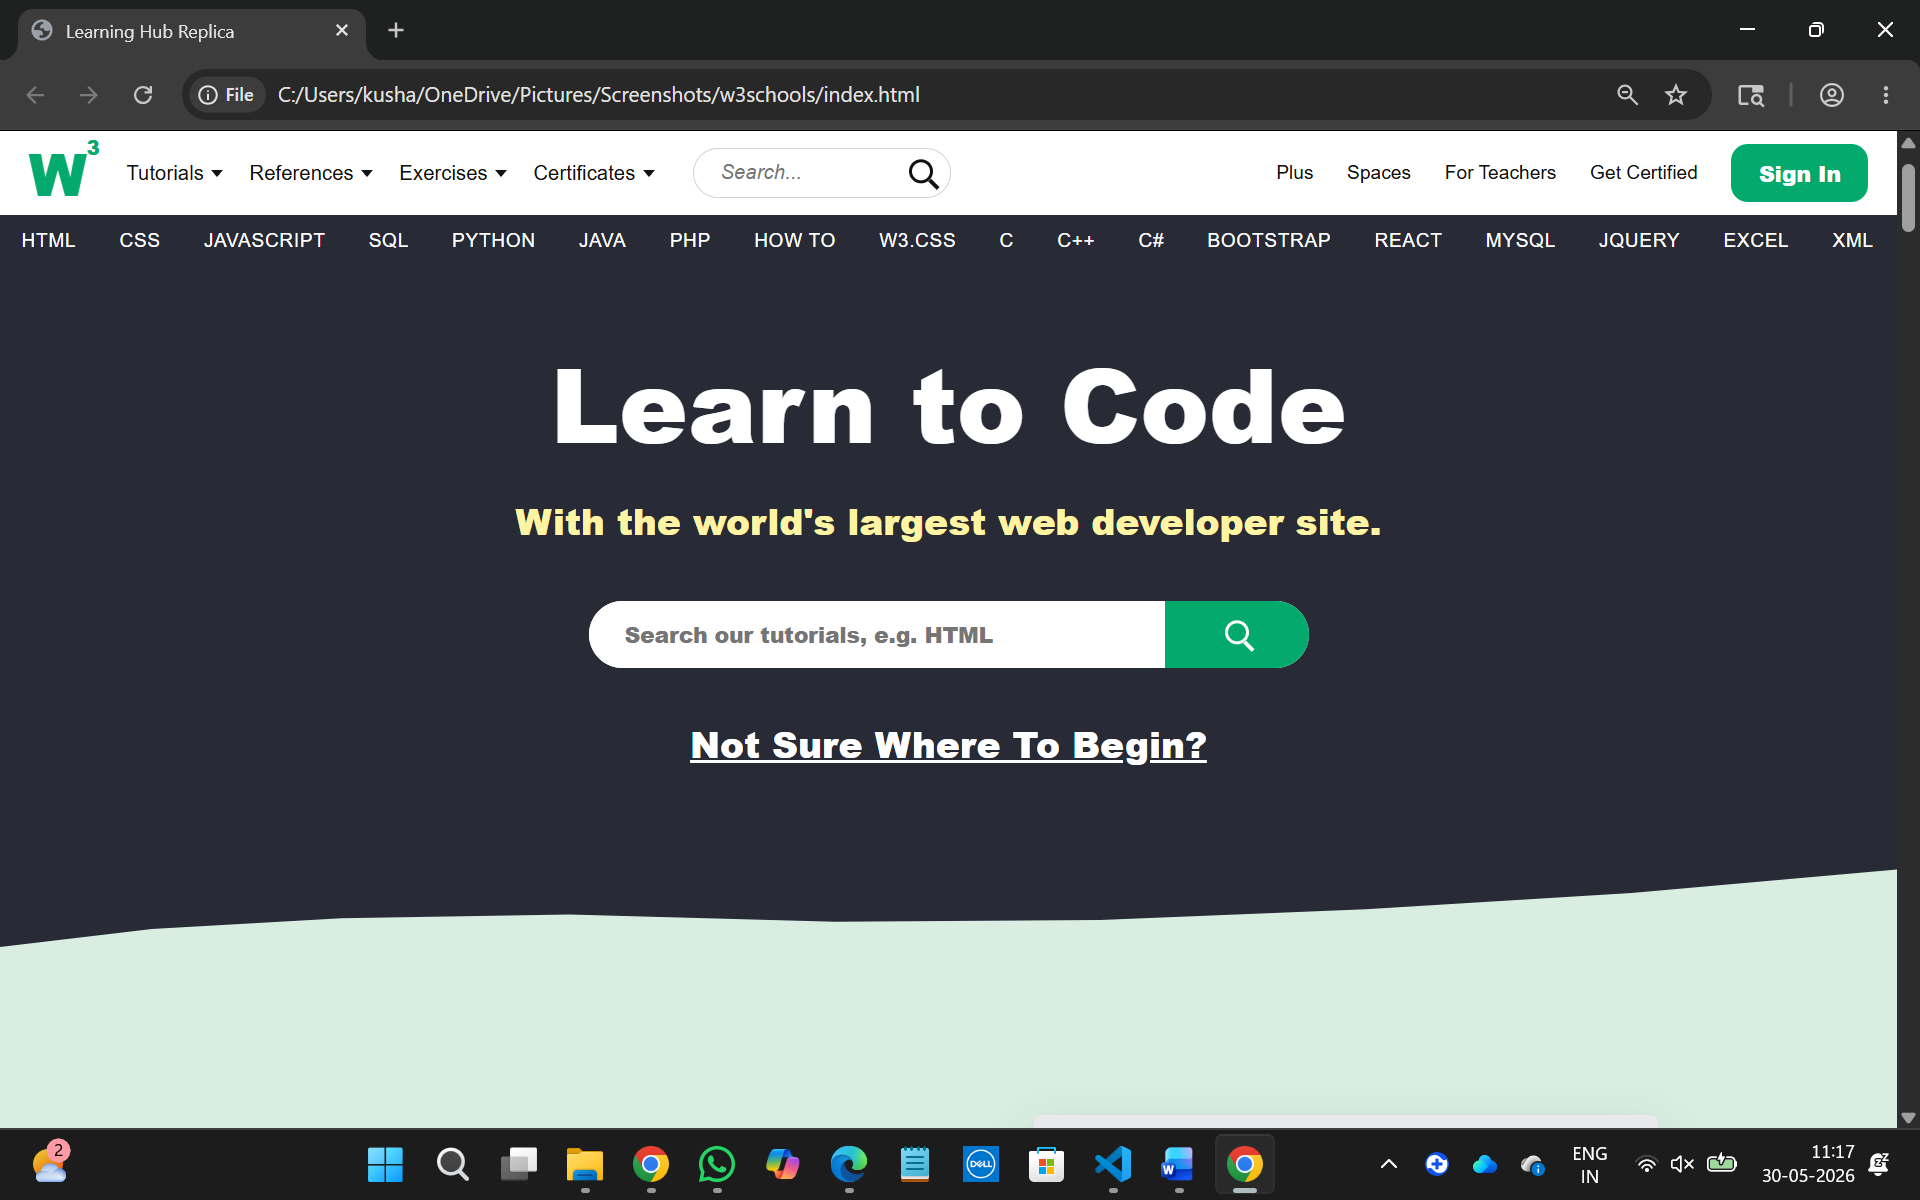 Learning Hub Replica
File C:/Users/kusha/OneDrive/Pictures/Screenshots/w3schools/index.html
W3 Tutorials References Exercises Certificates Search... Plus Spaces For Teachers Get Certified Sign In
HTML CSS JAVASCRIPT SQL PYTHON JAVA PHP HOW TO W3.CSS C C++ C# BOOTSTRAP REACT MYSQL JQUERY EXCEL XML
Learn to Code
With the world's largest web developer site.
Search our tutorials, e.g. HTML
Not Sure Where To Begin?
2
DELL
W
ENG
IN
11:17
30-05-2026